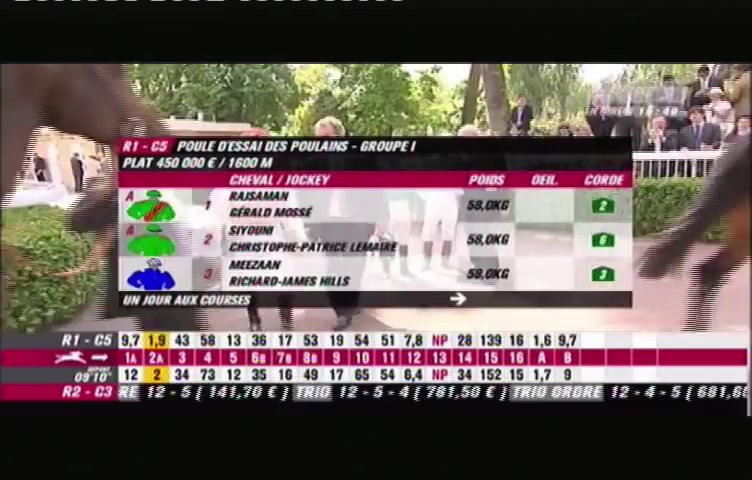 R1 - C5 POULE D'ESSAI DES POULAINS - GROUPE I
PLAT 450 000 € / 1600 M
CHEVAL / JOCKEY POIDS OEIL. CORDE
A 1 RAJSAMAN 58,0KG 2
GÉRALD MOSSÉ
A 2 SIYOUNI 58,0KG 6
CHRISTOPHE-PATRICE LEMAIRE
3 MEEZAAN 58,0KG 3
RICHARD-JAMES HILLS
UN JOUR AUX COURSES
R1 - C5 9,7 1,9 43 58 13 36 17 53 19 54 51 7,8 NP 28 139 16 1,6 9,7
1A 2A 3 4 5 6B 7B 8B 9 10 11 12 13 14 15 16 A B
DÉPART 09'10" 12 2 34 73 12 35 16 49 17 65 54 6,4 NP 34 152 15 1,7 9
R2 - C3 RE 12 - 5 ( 141,70 € ) TRIO 12 - 5 - 4 ( 781,50 € ) TRIO ORDRE 12 - 4 - 5 ( 681,6